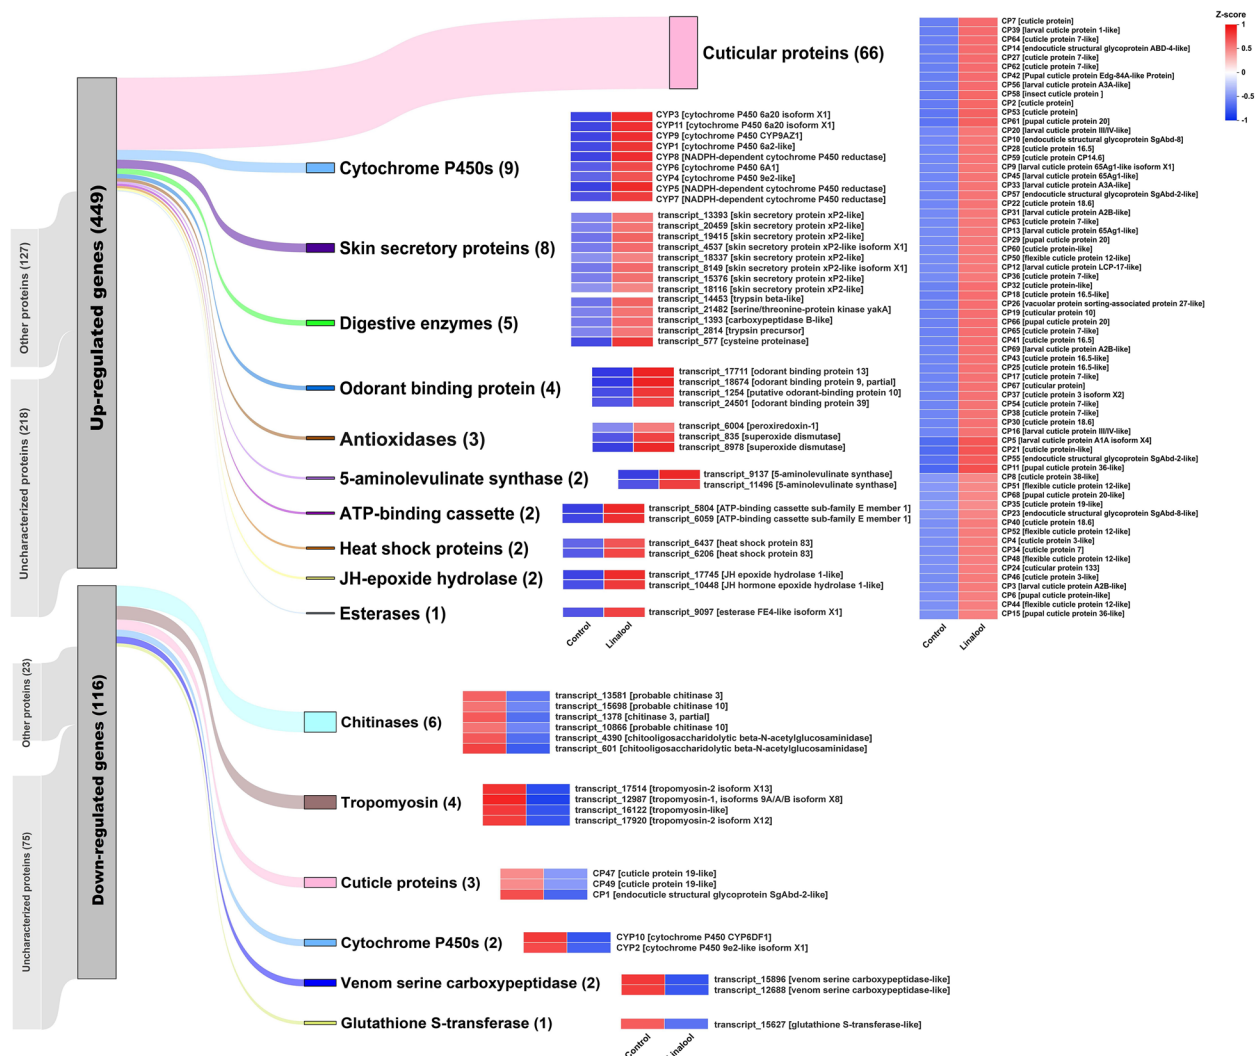 Other proteins (127)
Uncharacterized proteins (218)
Up-regulated genes (449)
Other proteins (23)
Uncharacterized proteins (75)
Down-regulated genes (116)
Cuticular proteins (66)
Cytochrome P450s (9)
CYP3 [cytochrome P450 6a20 isoform X1]
CYP11 [cytochrome P450 6a20 isoform X1]
CYP9 [cytochrome P450 CYP9AZ1]
CYP1 [cytochrome P450 6a2-like]
CYP8 [NADPH-dependent cytochrome P450 reductase]
CYP6 [cytochrome P450 6A1]
CYP4 [cytochrome P450 9e2-like]
CYP5 [NADPH-dependent cytochrome P450 reductase]
CYP7 [NADPH-dependent cytochrome P450 reductase]
Skin secretory proteins (8)
transcript_13393 [skin secretory protein xP2-like]
transcript_20459 [skin secretory protein xP2-like]
transcript_19415 [skin secretory protein xP2-like]
transcript_4537 [skin secretory protein xP2-like isoform X1]
transcript_18337 [skin secretory protein xP2-like]
transcript_8149 [skin secretory protein xP2-like isoform X1]
transcript_15376 [skin secretory protein xP2-like]
transcript_18116 [skin secretory protein xP2-like]
Digestive enzymes (5)
transcript_14453 [trypsin beta-like]
transcript_21482 [serine/threonine-protein kinase yakA]
transcript_1393 [carboxypeptidase B-like]
transcript_2814 [trypsin precursor]
transcript_577 [cysteine proteinase]
Odorant binding protein (4)
transcript_17711 [odorant binding protein 13]
transcript_18674 [odorant binding protein 9, partial]
transcript_1254 [putative odorant-binding protein 10]
transcript_24501 [odorant binding protein 39]
Antioxidases (3)
transcript_6004 [peroxiredoxin-1]
transcript_835 [superoxide dismutase]
transcript_8978 [superoxide dismutase]
5-aminolevulinate synthase (2)
transcript_9137 [5-aminolevulinate synthase]
transcript_11496 [5-aminolevulinate synthase]
ATP-binding cassette (2)
transcript_5804 [ATP-binding cassette sub-family E member 1]
transcript_6059 [ATP-binding cassette sub-family E member 1]
Heat shock proteins (2)
transcript_6437 [heat shock protein 83]
transcript_6206 [heat shock protein 83]
JH-epoxide hydrolase (2)
transcript_17745 [JH epoxide hydrolase 1-like]
transcript_10448 [JH hormone epoxide hydrolase 1-like]
Esterases (1)
transcript_9097 [esterase FE4-like isoform X1]
Control
Linalool
CP7 [cuticle protein]
CP39 [larval cuticle protein 1-like]
CP64 [cuticle protein 7-like]
CP14 [endocuticle structural glycoprotein ABD-4-like]
CP27 [cuticle protein 7-like]
CP62 [cuticle protein 7-like]
CP42 [Pupal cuticle protein Edg-84A-like Protein]
CP56 [larval cuticle protein A3A-like]
CP58 [insect cuticle protein ]
CP2 [cuticle protein]
CP53 [cuticle protein]
CP61 [pupal cuticle protein 20]
CP20 [larval cuticle protein III/IV-like]
CP10 [endocuticle structural glycoprotein SgAbd-8]
CP28 [cuticle protein 16.5]
CP59 [cuticle protein CP14.6]
CP9 [larval cuticle protein 65Ag1-like isoform X1]
CP45 [larval cuticle protein 65Ag1-like]
CP33 [larval cuticle protein A3A-like]
CP57 [endocuticle structural glycoprotein SgAbd-2-like]
CP22 [cuticle protein 18.6]
CP31 [larval cuticle protein A2B-like]
CP63 [cuticle protein 7-like]
CP13 [larval cuticle protein 65Ag1-like]
CP29 [pupal cuticle protein 20]
CP60 [cuticle protein-like]
CP50 [flexible cuticle protein 12-like]
CP12 [larval cuticle protein LCP-17-like]
CP36 [cuticle protein 7-like]
CP32 [cuticle protein-like]
CP18 [cuticle protein 16.5-like]
CP26 [vacuolar protein sorting-associated protein 27-like]
CP19 [cuticular protein 10]
CP66 [pupal cuticle protein 20]
CP65 [cuticle protein 7-like]
CP41 [cuticle protein 16.5]
CP69 [larval cuticle protein A2B-like]
CP43 [cuticle protein 16.5-like]
CP25 [cuticle protein 16.5-like]
CP17 [cuticle protein 7-like]
CP67 [cuticular protein]
CP37 [cuticle protein 3 isoform X2]
CP54 [cuticle protein 7-like]
CP38 [cuticle protein 7-like]
CP30 [cuticle protein 18.6]
CP16 [larval cuticle protein III/IV-like]
CP5 [larval cuticle protein A1A isoform X4]
CP21 [cuticle protein-like]
CP55 [endocuticle structural glycoprotein SgAbd-2-like]
CP11 [pupal cuticle protein 36-like]
CP8 [cuticle protein 38-like]
CP51 [flexible cuticle protein 12-like]
CP68 [pupal cuticle protein 20-like]
CP35 [cuticle protein 19-like]
CP23 [endocuticle structural glycoprotein SgAbd-8-like]
CP40 [cuticle protein 18.6]
CP52 [flexible cuticle protein 12-like]
CP4 [cuticle protein 3-like]
CP34 [cuticle protein 7]
CP48 [flexible cuticle protein 12-like]
CP24 [cuticular protein 133]
CP46 [cuticle protein 3-like]
CP3 [larval cuticle protein A2B-like]
CP6 [pupal cuticle protein-like]
CP44 [flexible cuticle protein 12-like]
CP15 [pupal cuticle protein 36-like]
Control
Linalool
Z-score
1
0.5
0
-0.5
-1
Chitinases (6)
transcript_13581 [probable chitinase 3]
transcript_15698 [probable chitinase 10]
transcript_1378 [chitinase 3, partial]
transcript_10866 [probable chitinase 10]
transcript_4390 [chitooligosaccharidolytic beta-N-acetylglucosaminidase]
transcript_601 [chitooligosaccharidolytic beta-N-acetylglucosaminidase]
Tropomyosin (4)
transcript_17514 [tropomyosin-2 isoform X13]
transcript_12987 [tropomyosin-1, isoforms 9A/A/B isoform X8]
transcript_16122 [tropomyosin-like]
transcript_17920 [tropomyosin-2 isoform X12]
Cuticle proteins (3)
CP47 [cuticle protein 19-like]
CP49 [cuticle protein 19-like]
CP1 [endocuticle structural glycoprotein SgAbd-2-like]
Cytochrome P450s (2)
CYP10 [cytochrome P450 CYP6DF1]
CYP2 [cytochrome P450 9e2-like isoform X1]
Venom serine carboxypeptidase (2)
transcript_15896 [venom serine carboxypeptidase-like]
transcript_12688 [venom serine carboxypeptidase-like]
Glutathione S-transferase (1)
transcript_15627 [glutathione S-transferase-like]
Control
Linalool